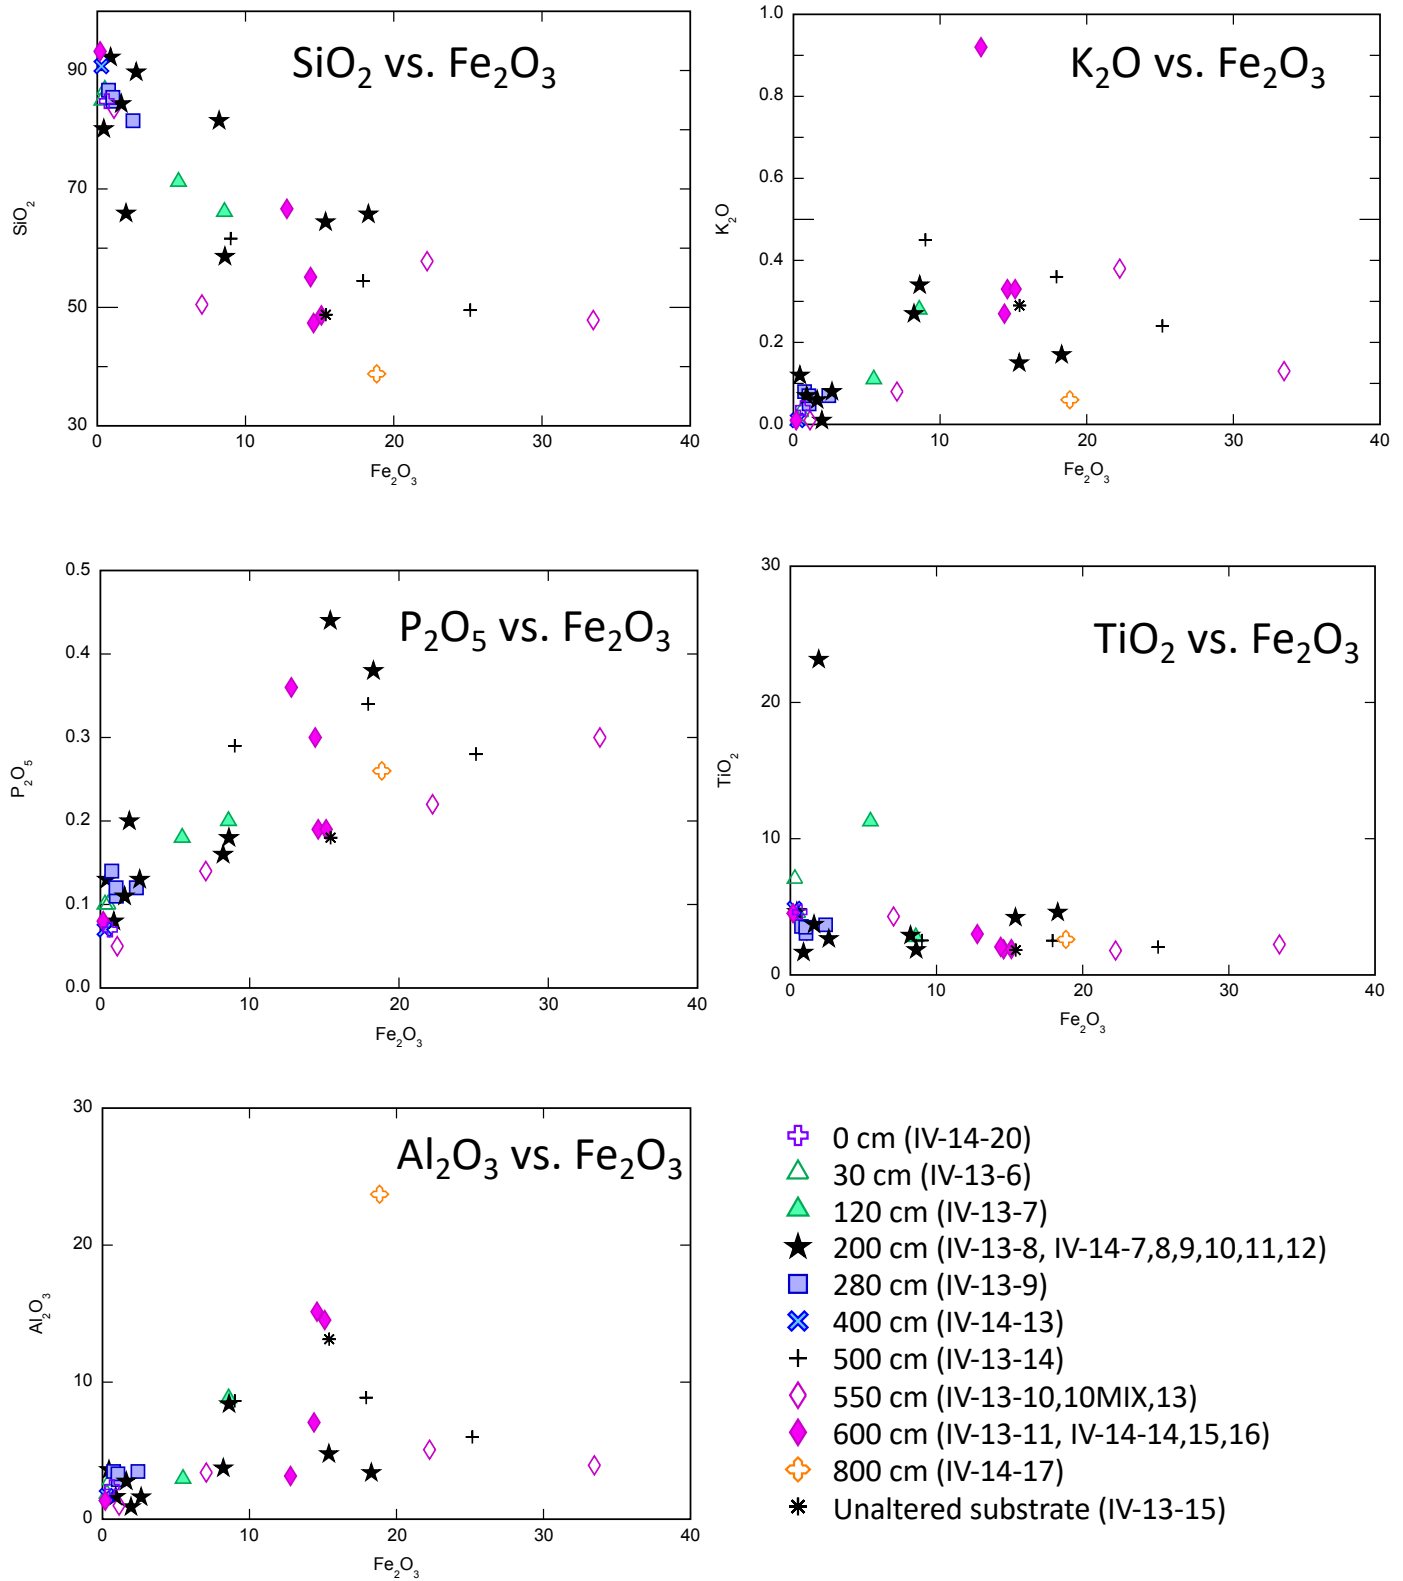 SiO₂ vs. Fe₂O₃
90
70
50
30
SiO₂
0 10 20 30 40
Fe₂O₃
K₂O vs. Fe₂O₃
1.0
0.8
0.6
0.4
0.2
0.0
K₂O
0 10 20 30 40
Fe₂O₃
P₂O₅ vs. Fe₂O₃
0.5
0.4
0.3
0.2
0.1
0.0
P₂O₅
0 10 20 30 40
Fe₂O₃
TiO₂ vs. Fe₂O₃
30
20
10
0
TiO₂
0 10 20 30 40
Fe₂O₃
Al₂O₃ vs. Fe₂O₃
30
20
10
0
Al₂O₃
0 10 20 30 40
Fe₂O₃
0 cm (IV-14-20)
30 cm (IV-13-6)
120 cm (IV-13-7)
200 cm (IV-13-8, IV-14-7,8,9,10,11,12)
280 cm (IV-13-9)
400 cm (IV-14-13)
500 cm (IV-13-14)
550 cm (IV-13-10,10MIX,13)
600 cm (IV-13-11, IV-14-14,15,16)
800 cm (IV-14-17)
Unaltered substrate (IV-13-15)